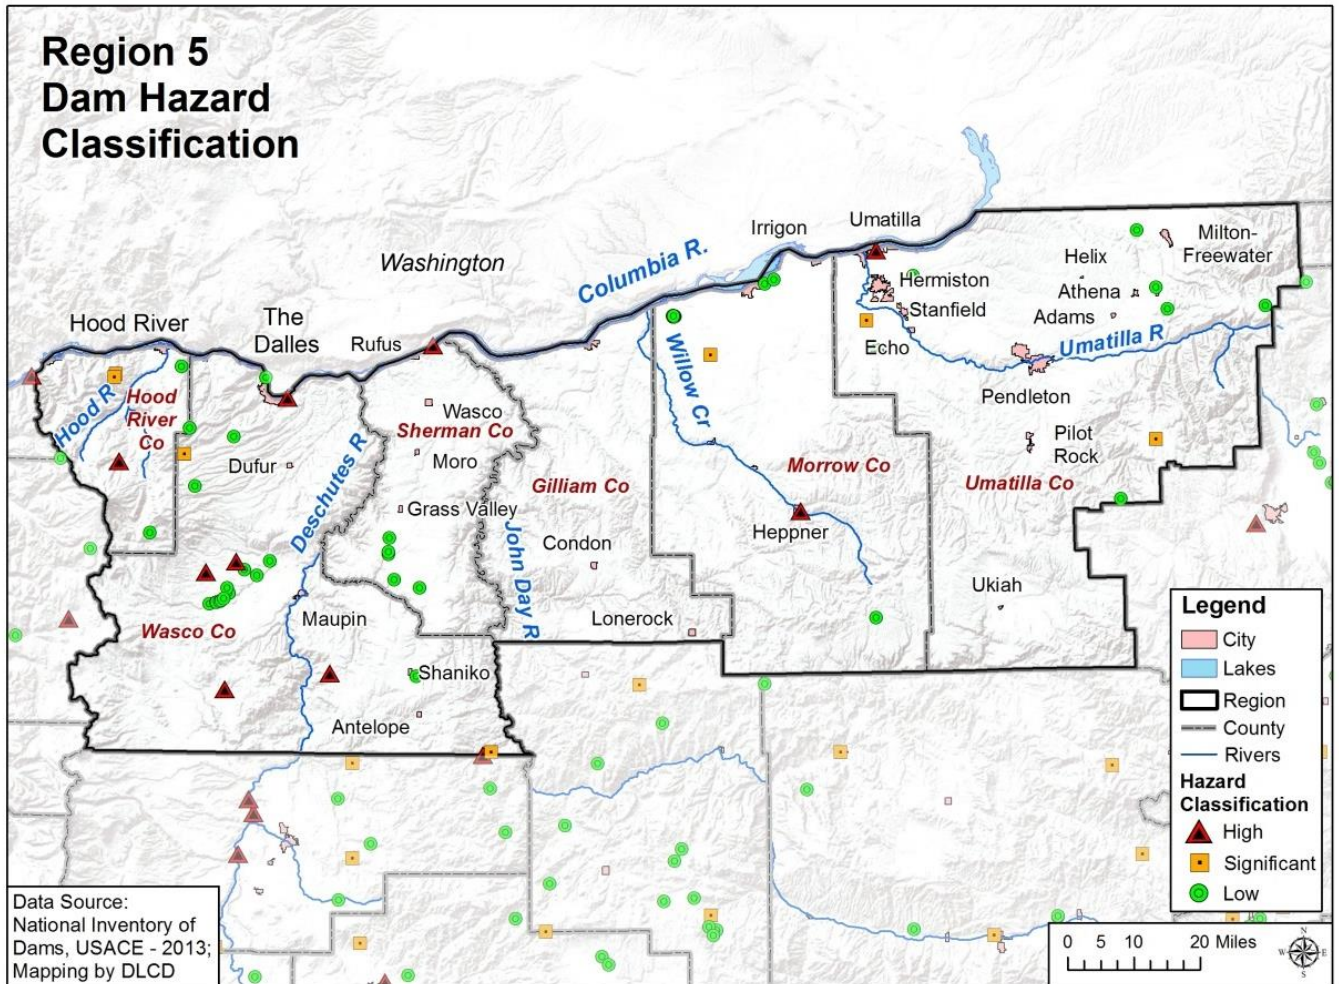 Region 5
Dam Hazard
Classification
Washington
Columbia R.
Irrigon
Umatilla
Milton-
Freewater
Helix
Hermiston
Athena
Stanfield
Adams
Hood River
The
Dalles
Rufus
Echo
Umatilla R
Willow Cr
Hood R
Hood
River
Co
Wasco
Sherman Co
Pendleton
Pilot
Rock
Dufur
Moro
Deschutes R
Gilliam Co
Morrow Co
Umatilla Co
Grass Valley
John Day R
Condon
Heppner
Ukiah
Wasco Co
Maupin
Lonerock
Shaniko
Antelope
Legend
City
Lakes
Region
County
Rivers
Hazard
Classification
High
Significant
Low
Data Source:
National Inventory of
Dams, USACE - 2013;
Mapping by DLCD
0 5 10 20 Miles
N
W E
S